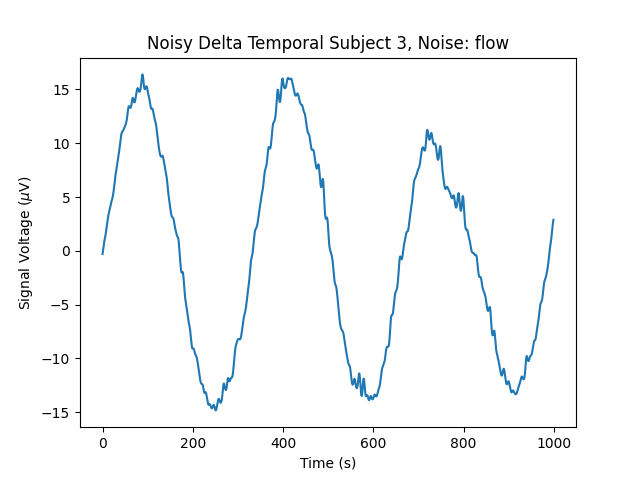 Noisy Delta Temporal Subject 3, Noise: flow
Signal Voltage (μV)
15
10
5
0
−5
−10
−15
0 200 400 600 800 1000
Time (s)